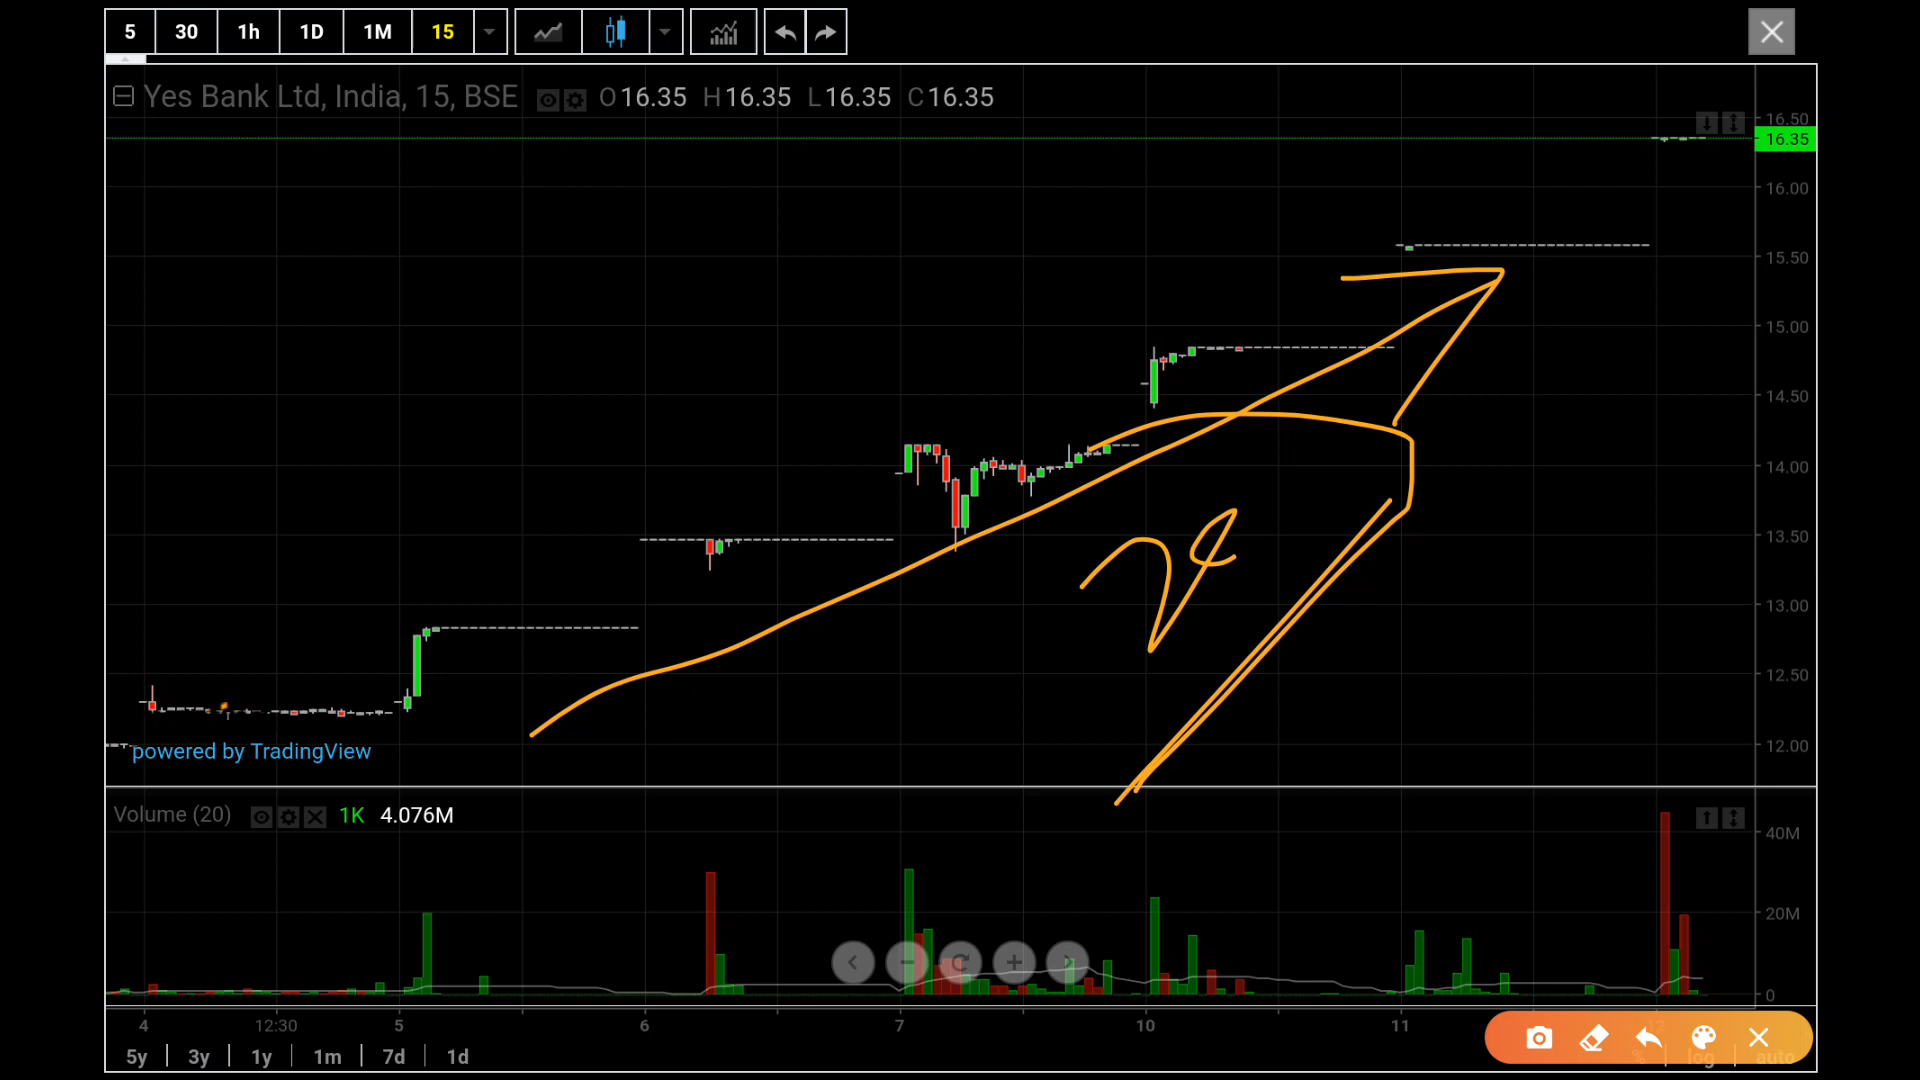 5 30 1h 1D 1M 15
Yes Bank Ltd, India, 15, BSE O16.35 H16.35 L16.35 C16.35
16.50
16.35
16.00
15.50
15.00
14.50
14.00
13.50
13.00
12.50
12.00
powered by TradingView
Volume (20) 1K 4.076M
40M
20M
0
4 12:30 5 6 7 10 11 12
5y 3y 1y 1m 7d 1d % log auto